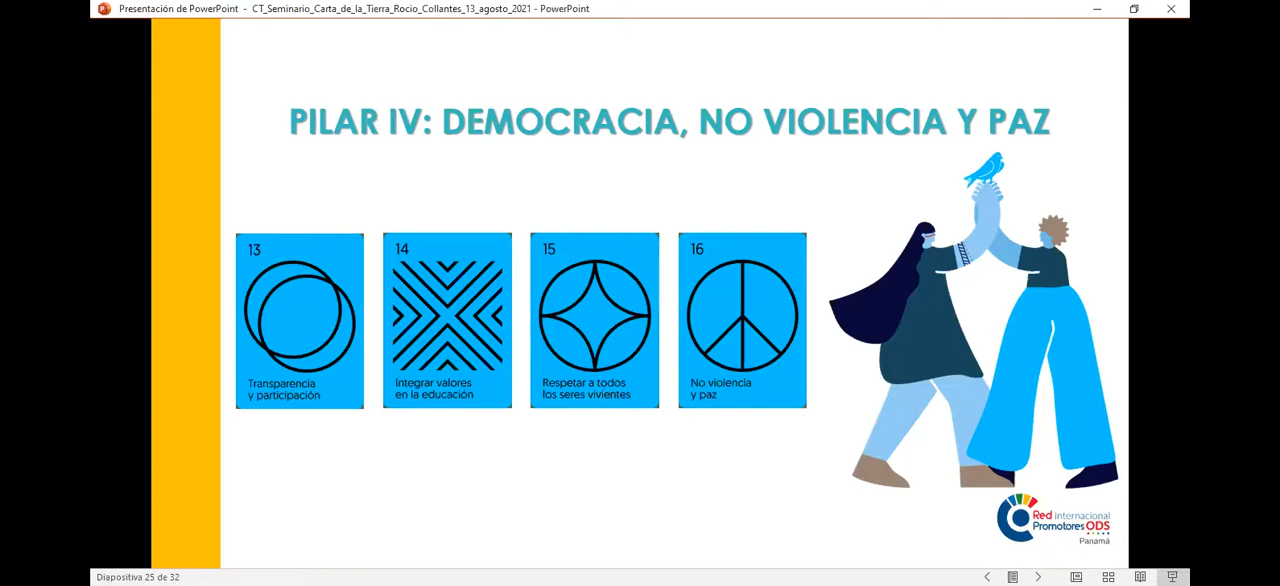 Presentación de PowerPoint - CT_Seminario_Carta_de_la_Tierra_Rocio_Collantes_13_agosto_2021 - PowerPoint
PILAR IV: DEMOCRACIA, NO VIOLENCIA Y PAZ
13
Transparencia
y participación
14
Integrar valores
en la educación
15
Respetar a todos
los seres vivientes
16
No violencia
y paz
Red internacional
Promotores ODS
Panamá
Diapositiva 25 de 32